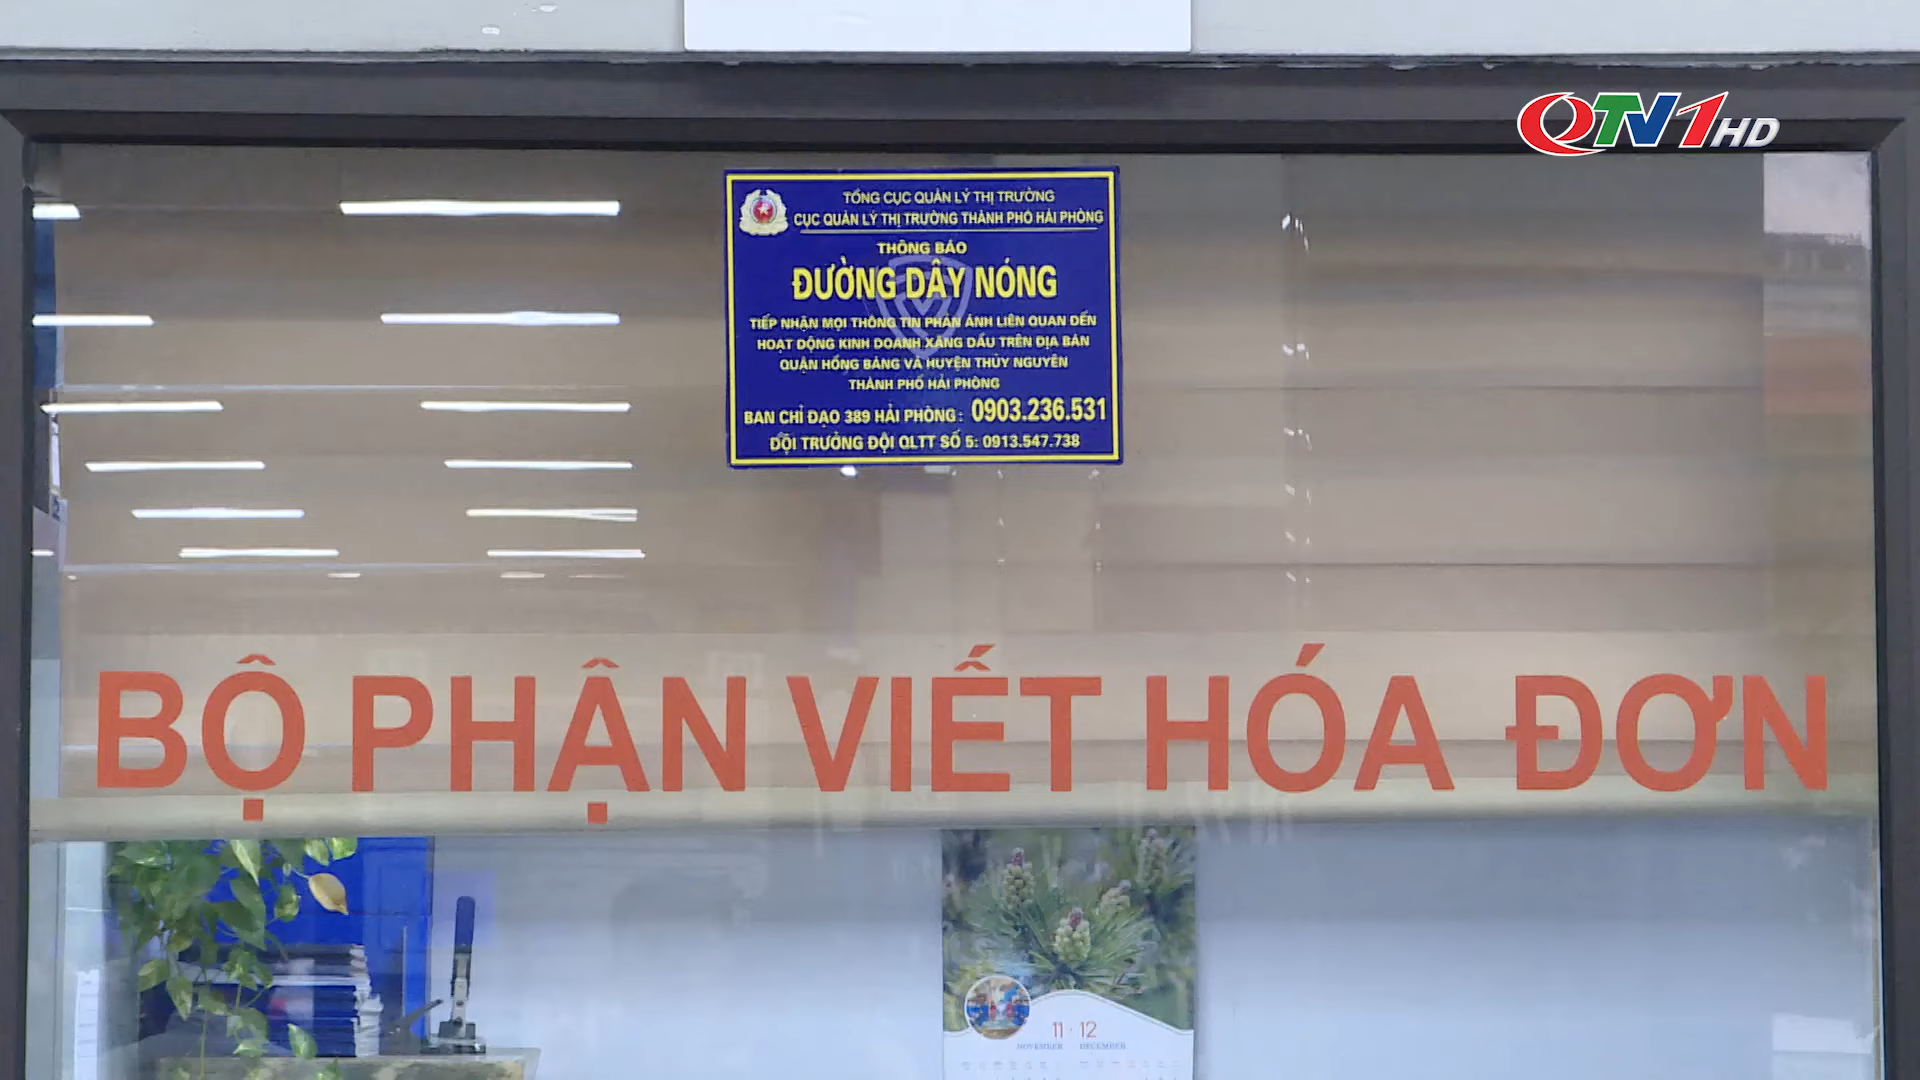 QTV1HD
TỔNG CỤC QUẢN LÝ THỊ TRƯỜNG
CỤC QUẢN LÝ THỊ TRƯỜNG THÀNH PHỐ HẢI PHÒNG
THÔNG BÁO
ĐƯỜNG DÂY NÓNG
TIẾP NHẬN MỌI THÔNG TIN PHẢN ÁNH LIÊN QUAN ĐẾN
HOẠT ĐỘNG KINH DOANH XĂNG DẦU TRÊN ĐỊA BÀN
QUẬN HỒNG BÀNG VÀ HUYỆN THỦY NGUYÊN
THÀNH PHỐ HẢI PHÒNG
BAN CHỈ ĐẠO 389 HẢI PHÒNG: 0903.236.531
ĐỘI TRƯỞNG ĐỘI QLTT SỐ 5: 0913.547.738
BỘ PHẬN VIẾT HÓA ĐƠN
11 · 12
NOVEMBER DECEMBER